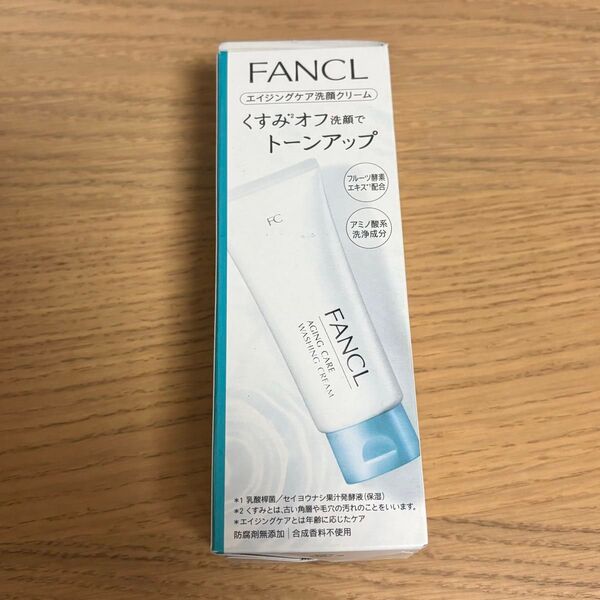 FANCL
エイジングケア洗顔クリーム
くすみ*2オフ洗顔で
トーンアップ
フルーツ酵素
エキス*1配合
アミノ酸系
洗浄成分
FC
FANCL
AGING CARE
WASHING CREAM
*1 乳酸桿菌／セイヨウナシ果汁発酵液(保湿)
*2 くすみとは、古い角層や毛穴の汚れのことをいいます。
*エイジングケアとは年齢に応じたケア
防腐剤無添加｜合成香料不使用